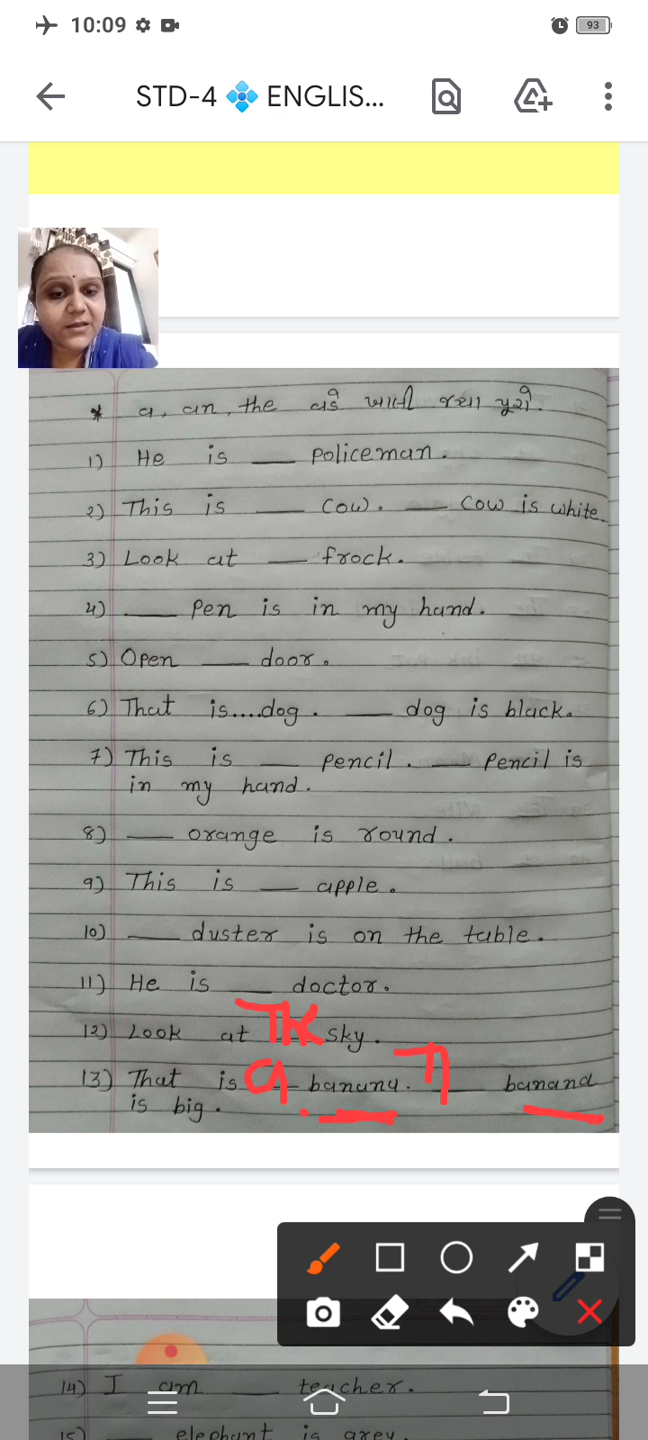 10:09
93
STD-4 💠 ENGLIS...
* a, an, the વડે ખાલી જગ્યા પૂરો.
1) He is ___ policeman.
2) This is ___ cow. ___ cow is white.
3) Look at ___ frock.
4) ___ Pen is in my hand.
5) Open ___ door.
6) That is....dog. ___ dog is black.
7) This is ___ pencil. ___ pencil is
in my hand.
8) ___ orange is round.
9) This is ___ apple.
10) ___ duster is on the table.
11) He is ___ doctor.
12) Look at The sky.
13) That is a banana. T ___ banana
is big.
14) I am ___ teacher.
15) ___ elephant is grey.